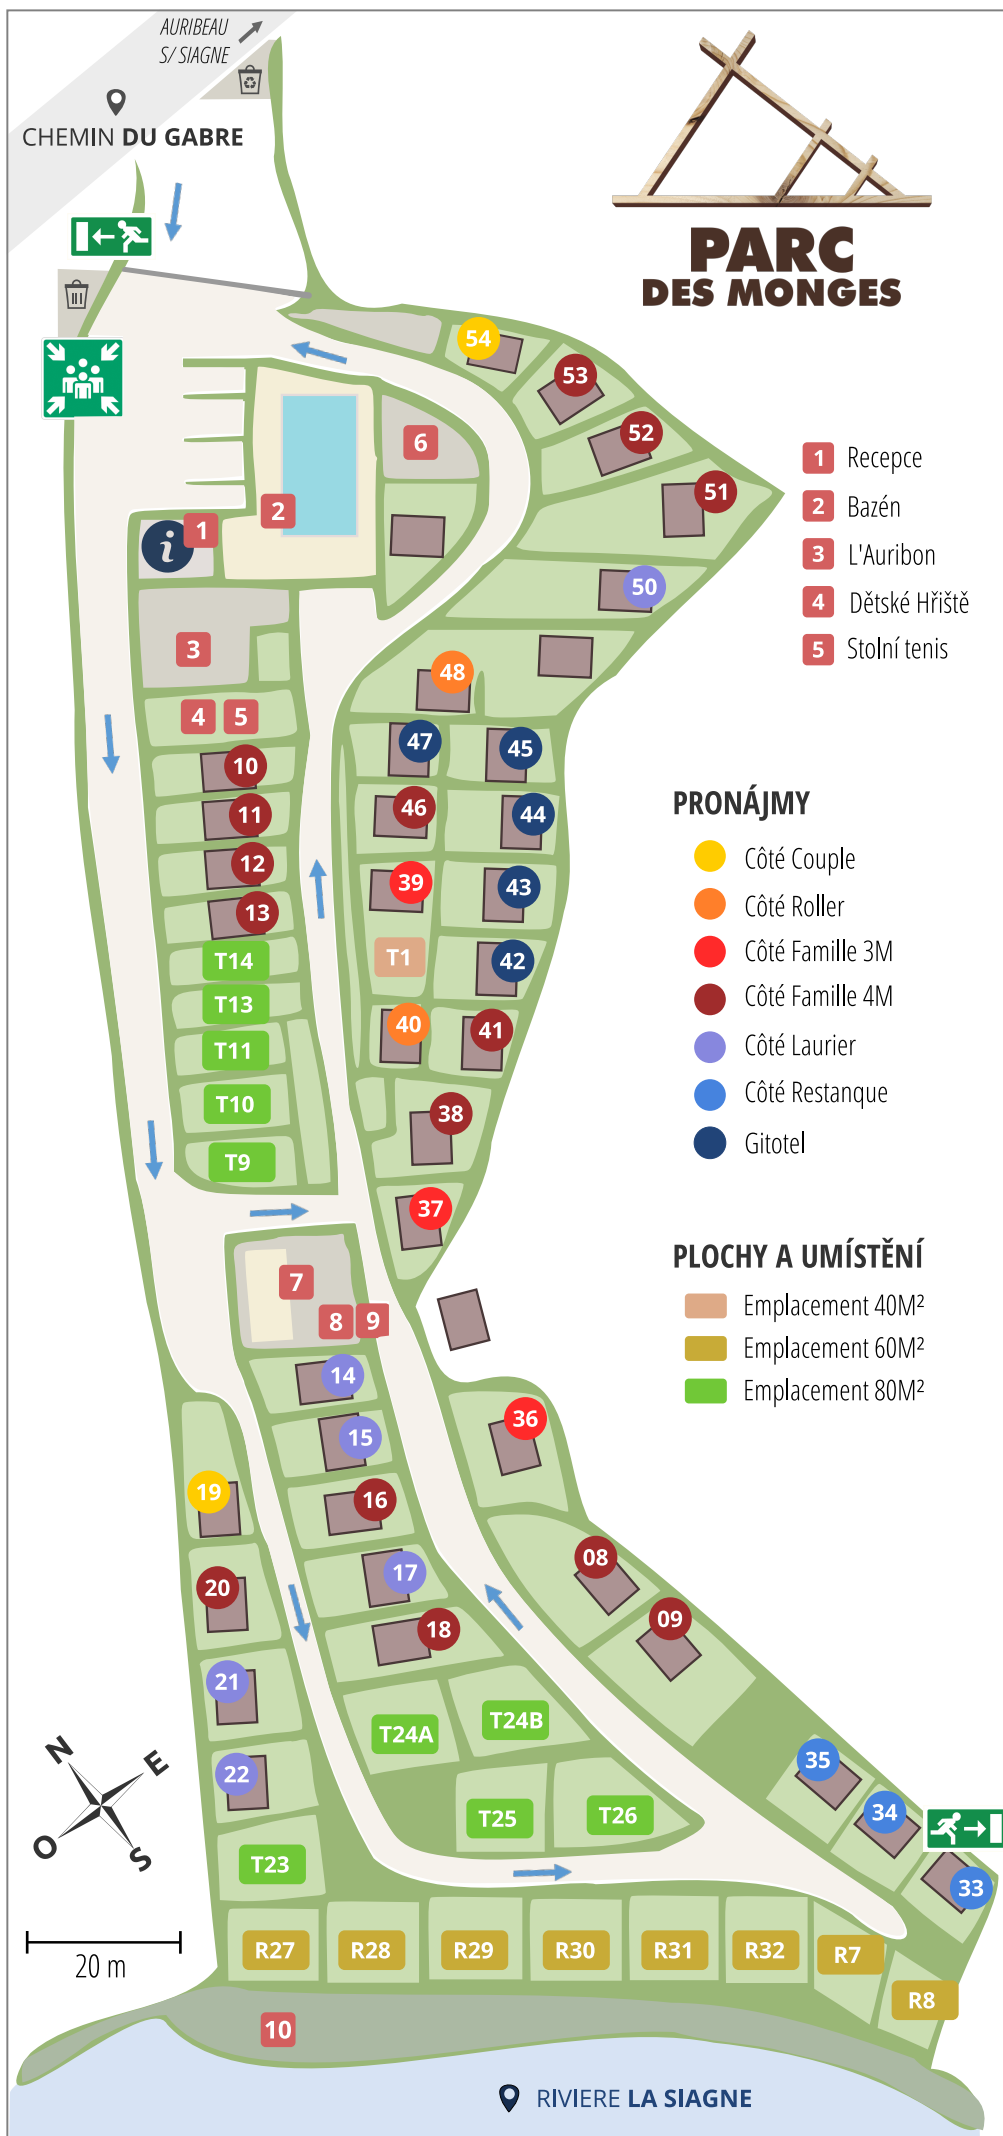 AURIBEAU
S/ SIAGNE
CHEMIN DU GABRE
PARC
DES MONGES
54
53
52
51
6
2
1
50
3
48
4 5
47
45
10
46
44
11
12
39
43
13
T14
T1
42
T13
40
41
T11
T10
38
T9
37
7
8 9
14
36
15
19
16
08
17
20
09
18
21
T24A
T24B
35
22
T25
T26
34
T23
33
R27
R28
R29
R30
R31
R32
R7
R8
10
1 Recepce
2 Bazén
3 L'Auribon
4 Dětské Hřiště
5 Stolní tenis
PRONÁJMY
Côté Couple
Côté Roller
Côté Famille 3M
Côté Famille 4M
Côté Laurier
Côté Restanque
Gitotel
PLOCHY A UMÍSTĚNÍ
Emplacement 40M²
Emplacement 60M²
Emplacement 80M²
N
E
O
S
20 m
RIVIERE LA SIAGNE